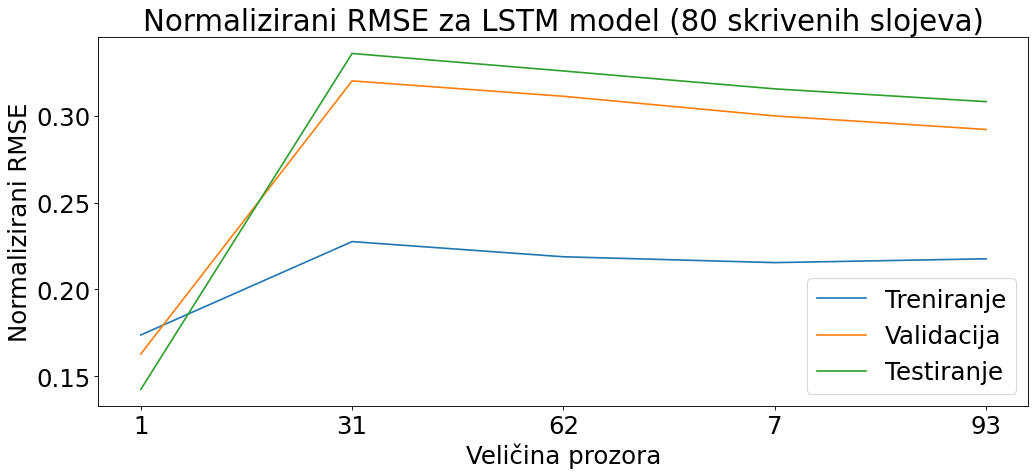 Normalizirani RMSE za LSTM model (80 skrivenih slojeva)
Normalizirani RMSE
0.30
0.25
0.20
0.15
Treniranje
Validacija
Testiranje
1 31 62 7 93
Veličina prozora